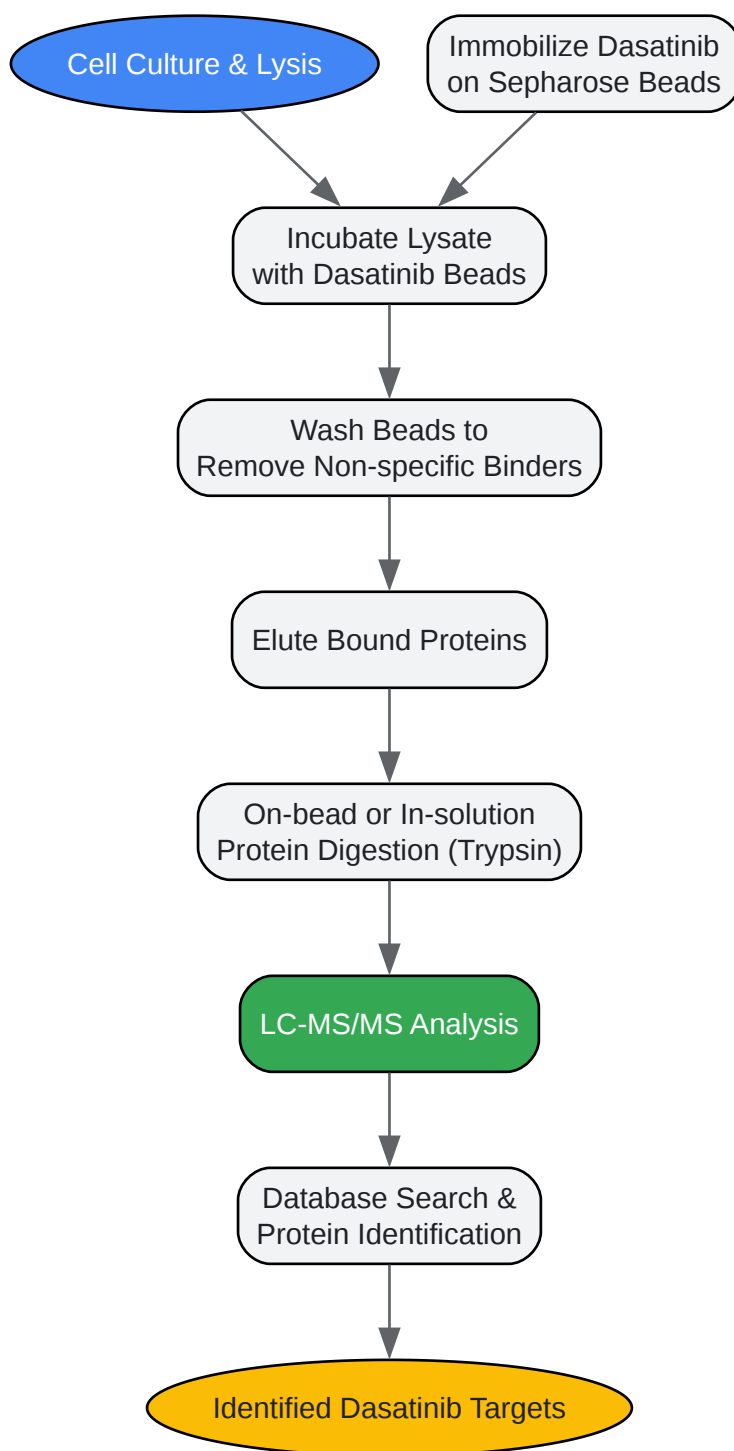 Cell Culture & Lysis
Immobilize Dasatinib
on Sepharose Beads
Incubate Lysate
with Dasatinib Beads
Wash Beads to
Remove Non-specific Binders
Elute Bound Proteins
On-bead or In-solution
Protein Digestion (Trypsin)
LC-MS/MS Analysis
Database Search &
Protein Identification
Identified Dasatinib Targets